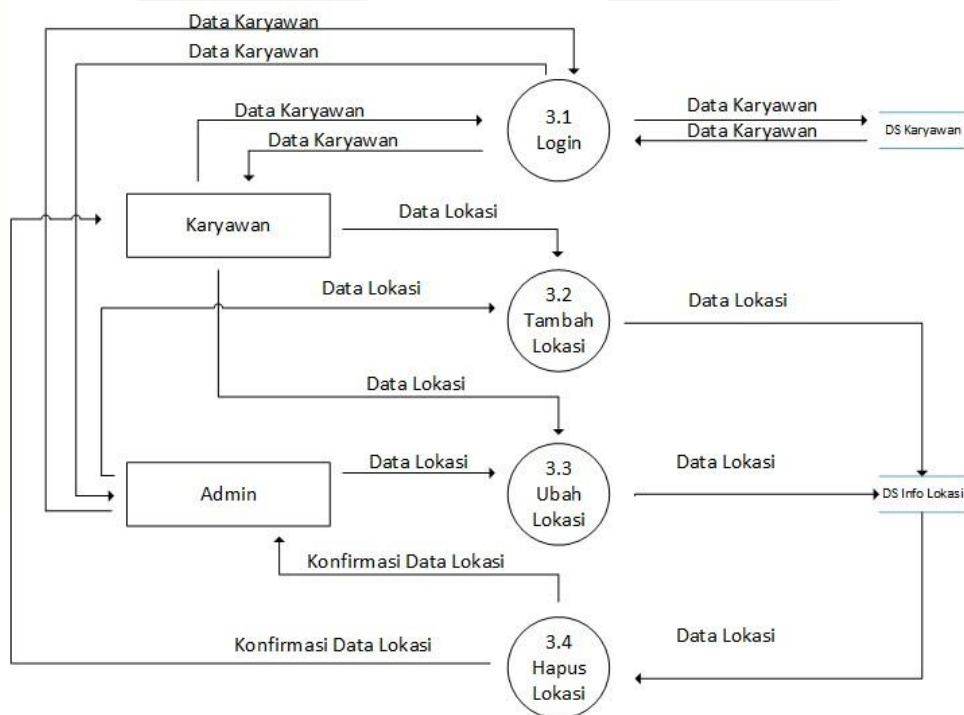 Data Karyawan
Data Karyawan
Data Karyawan
Data Karyawan
3.1
Login
Data Karyawan
Data Karyawan
DS Karyawan
Karyawan
Data Lokasi
Data Lokasi
3.2
Tambah
Lokasi
Data Lokasi
Data Lokasi
Admin
Data Lokasi
3.3
Ubah
Lokasi
Data Lokasi
DS Info Lokasi
Konfirmasi Data Lokasi
Konfirmasi Data Lokasi
3.4
Hapus
Lokasi
Data Lokasi